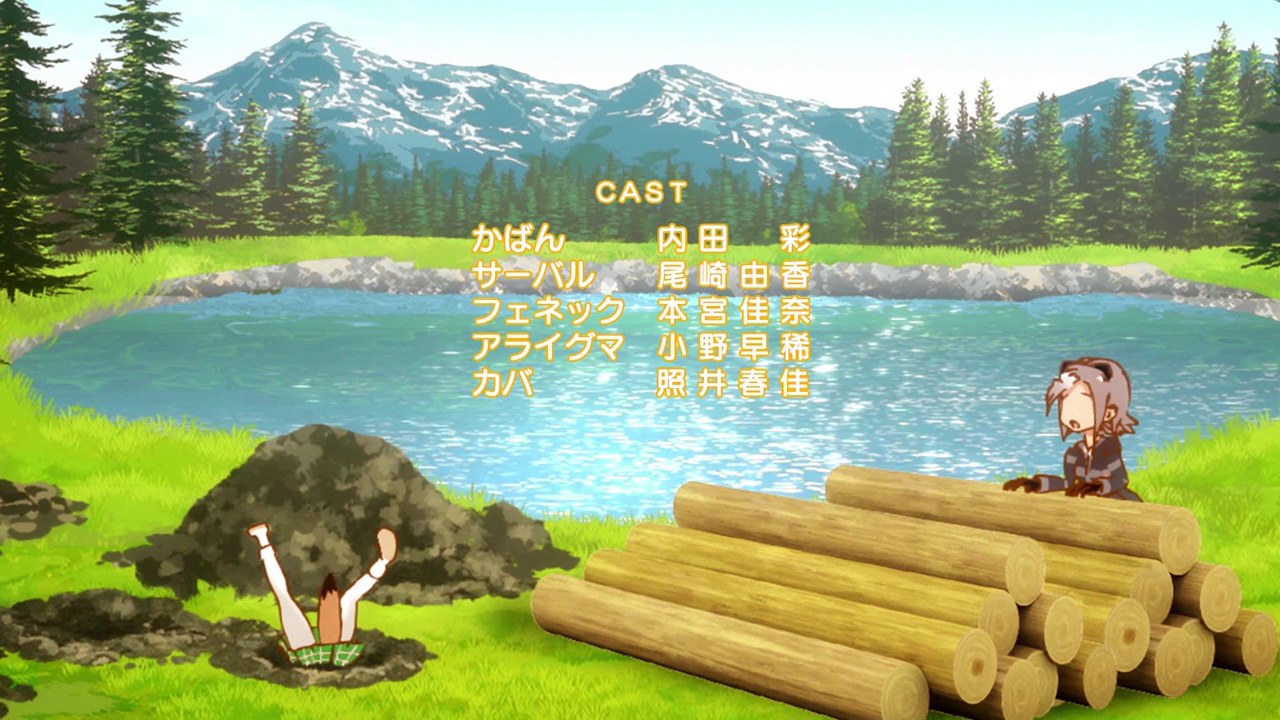 CAST
かばん 内田 彩
サーバル 尾崎由香
フェネック 本宮佳奈
アライグマ 小野早稀
カバ 照井春佳